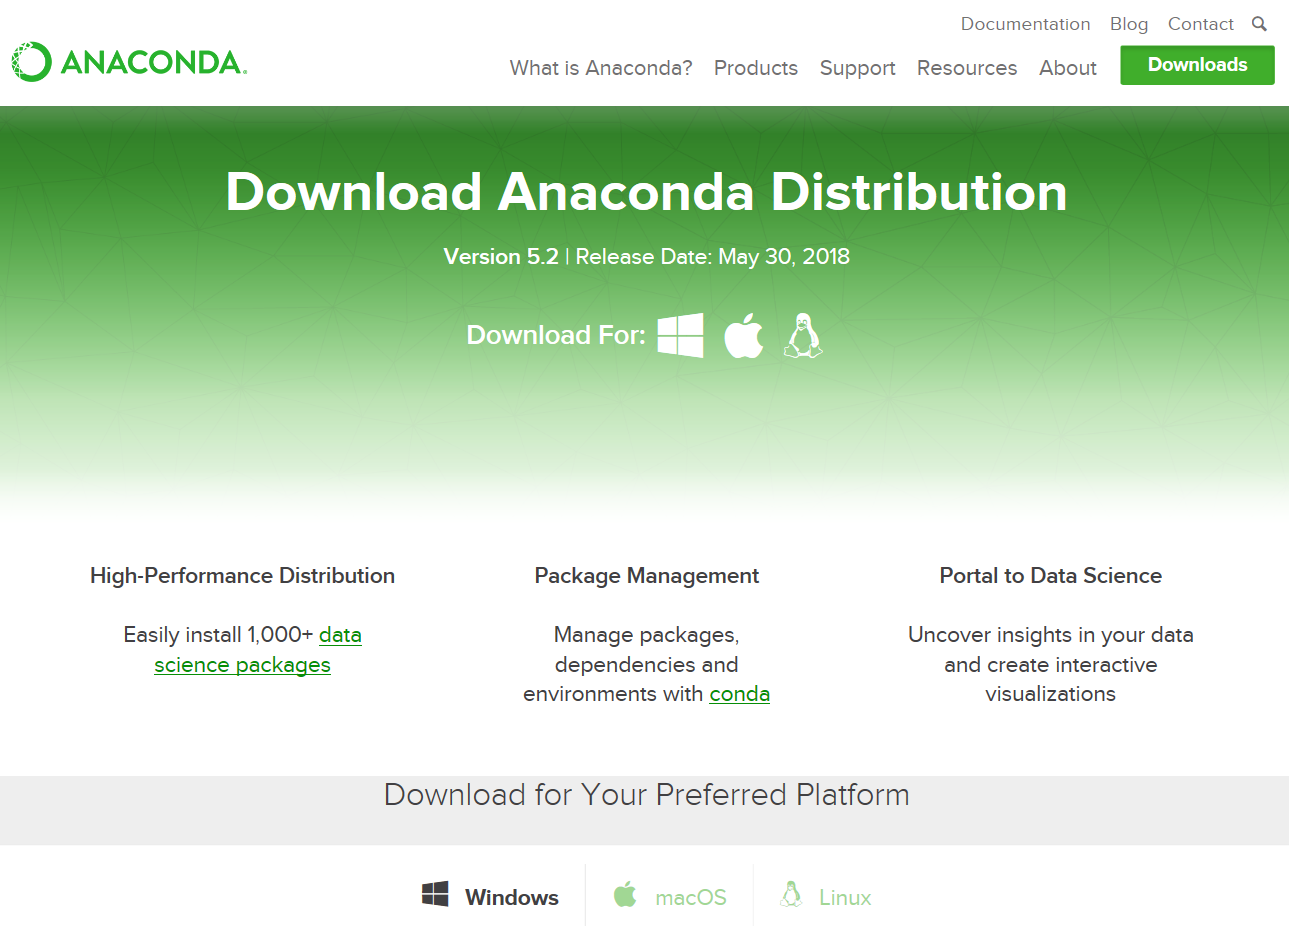 Documentation Blog Contact
ANACONDA
What is Anaconda? Products Support Resources About Downloads
Download Anaconda Distribution
Version 5.2 | Release Date: May 30, 2018
Download For:
High-Performance Distribution
Easily install 1,000+ data
science packages
Package Management
Manage packages,
dependencies and
environments with conda
Portal to Data Science
Uncover insights in your data
and create interactive
visualizations
Download for Your Preferred Platform
Windows macOS Linux